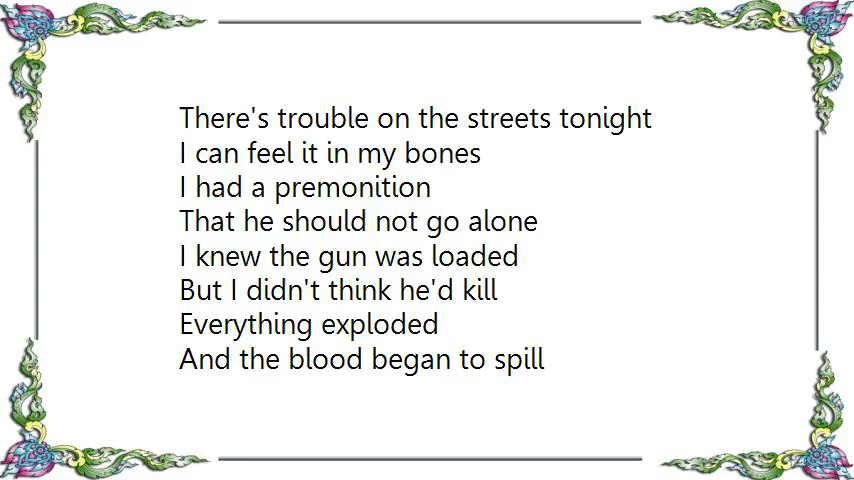 There's trouble on the streets tonight
I can feel it in my bones
I had a premonition
That he should not go alone
I knew the gun was loaded
But I didn't think he'd kill
Everything exploded
And the blood began to spill